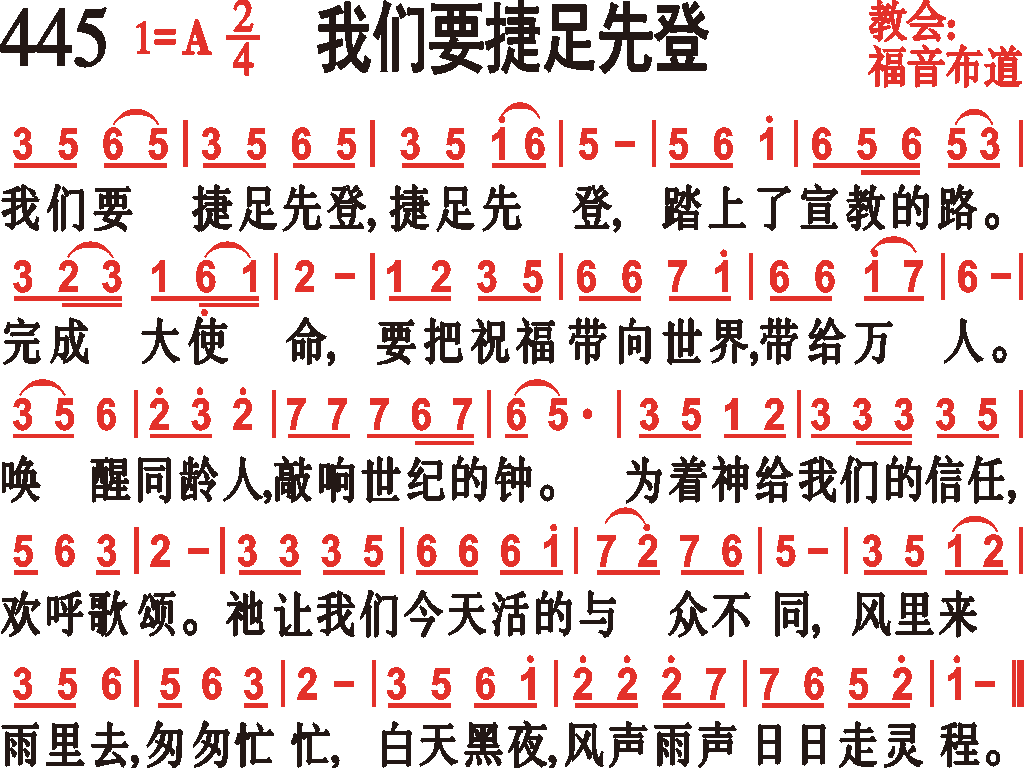 445 1=A 2/4 我们要捷足先登 教会:
福音布道
3 5 6 5 | 3 5 6 5 | 3 5 i 6 | 5 - | 5 6 i | 6 5 6 5 3 |
我们要 捷足先登,捷足先 登, 踏上了宣教的路。
3 2 3 1 6̣ 1 | 2 - | 1 2 3 5 | 6 6 7 i | 6 6 i 7 | 6 - |
完成 大使 命, 要把祝福带向世界,带给万 人。
3 5 6 | 2̇ 3̇ 2̇ | 7 7 7 6 7 | 6 5· | 3 5 1 2 | 3 3 3 3 5 |
唤 醒同龄人,敲响世纪的钟。 为着神给我们的信任,
5 6 3 | 2 - | 3 3 3 5 | 6 6 6 i | 7 2̇ 7 6 | 5 - | 3 5 1 2 |
欢呼歌颂。祂让我们今天活的与 众不同, 风里来
3 5 6 | 5 6 3 | 2 - | 3 5 6 i | 2̇ 2̇ 2̇ 7 | 7 6 5 2̇ | i - ‖
雨里去,匆匆忙忙, 白天黑夜,风声雨声日日走灵程。